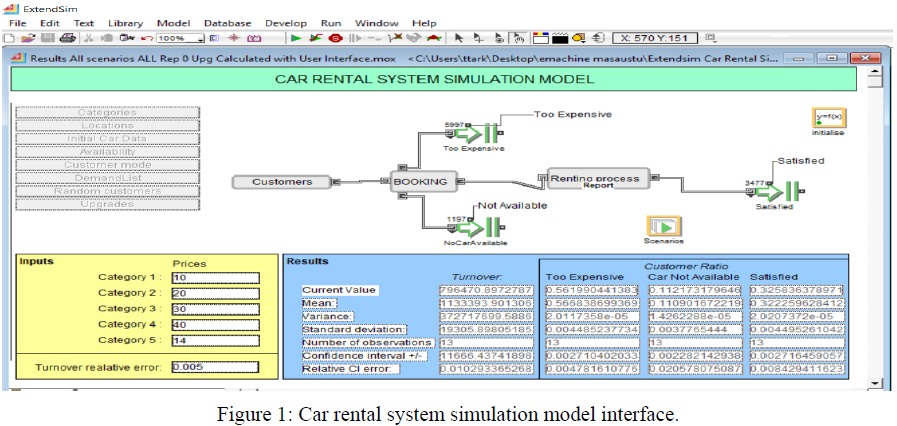 ExtendSim
File Edit Text Library Model Database Develop Run Window Help
100% X: 570 Y:151
Results All scenarios ALL Rep 0 Upg Calculated with User Interface.mox <C:\Users\ttark\Desktop\emachine masaustu\Extendsim Car Rental Si...
CAR RENTAL SYSTEM SIMULATION MODEL
Categories
Locations
Initial Car Data
Availability
Customer mode
DemandList
Random customers
Upgrades
Customers
BOOKING
5997
Too Expensive
Too Expensive
1197
Not Available
NoCarAvailable
Renting process
Report
3477
Satisfied
Satisfied
y=f(x)
Initialise
Scenarios
Inputs
Prices
Category 1 : 10
Category 2 : 20
Category 3 : 30
Category 4 : 40
Category 5 : 14
Turnover realative error: 0.005
Results
Customer Ratio
Turnover: Too Expensive Car Not Available Satisfied
Current Value 796470.8972787 0.561990441383 0.112173179646 0.325836378971
Mean: 1133393.901306 0.566838699369 0.110901672219 0.322259628412
Variance: 372717699.5886 2.0117358e-05 1.4262288e-05 2.0207372e-05
Standard deviation: 19305.89805185 0.004485237734 0.0037765444 0.004495261042
Number of observations 13 13 13 13
Confidence interval +/- 11666.43741898 0.002710402033 0.002282142938 0.002716459057
Relative CI error: 0.010293365268 0.004781610776 0.020578075087 0.008429411623
Figure 1: Car rental system simulation model interface.